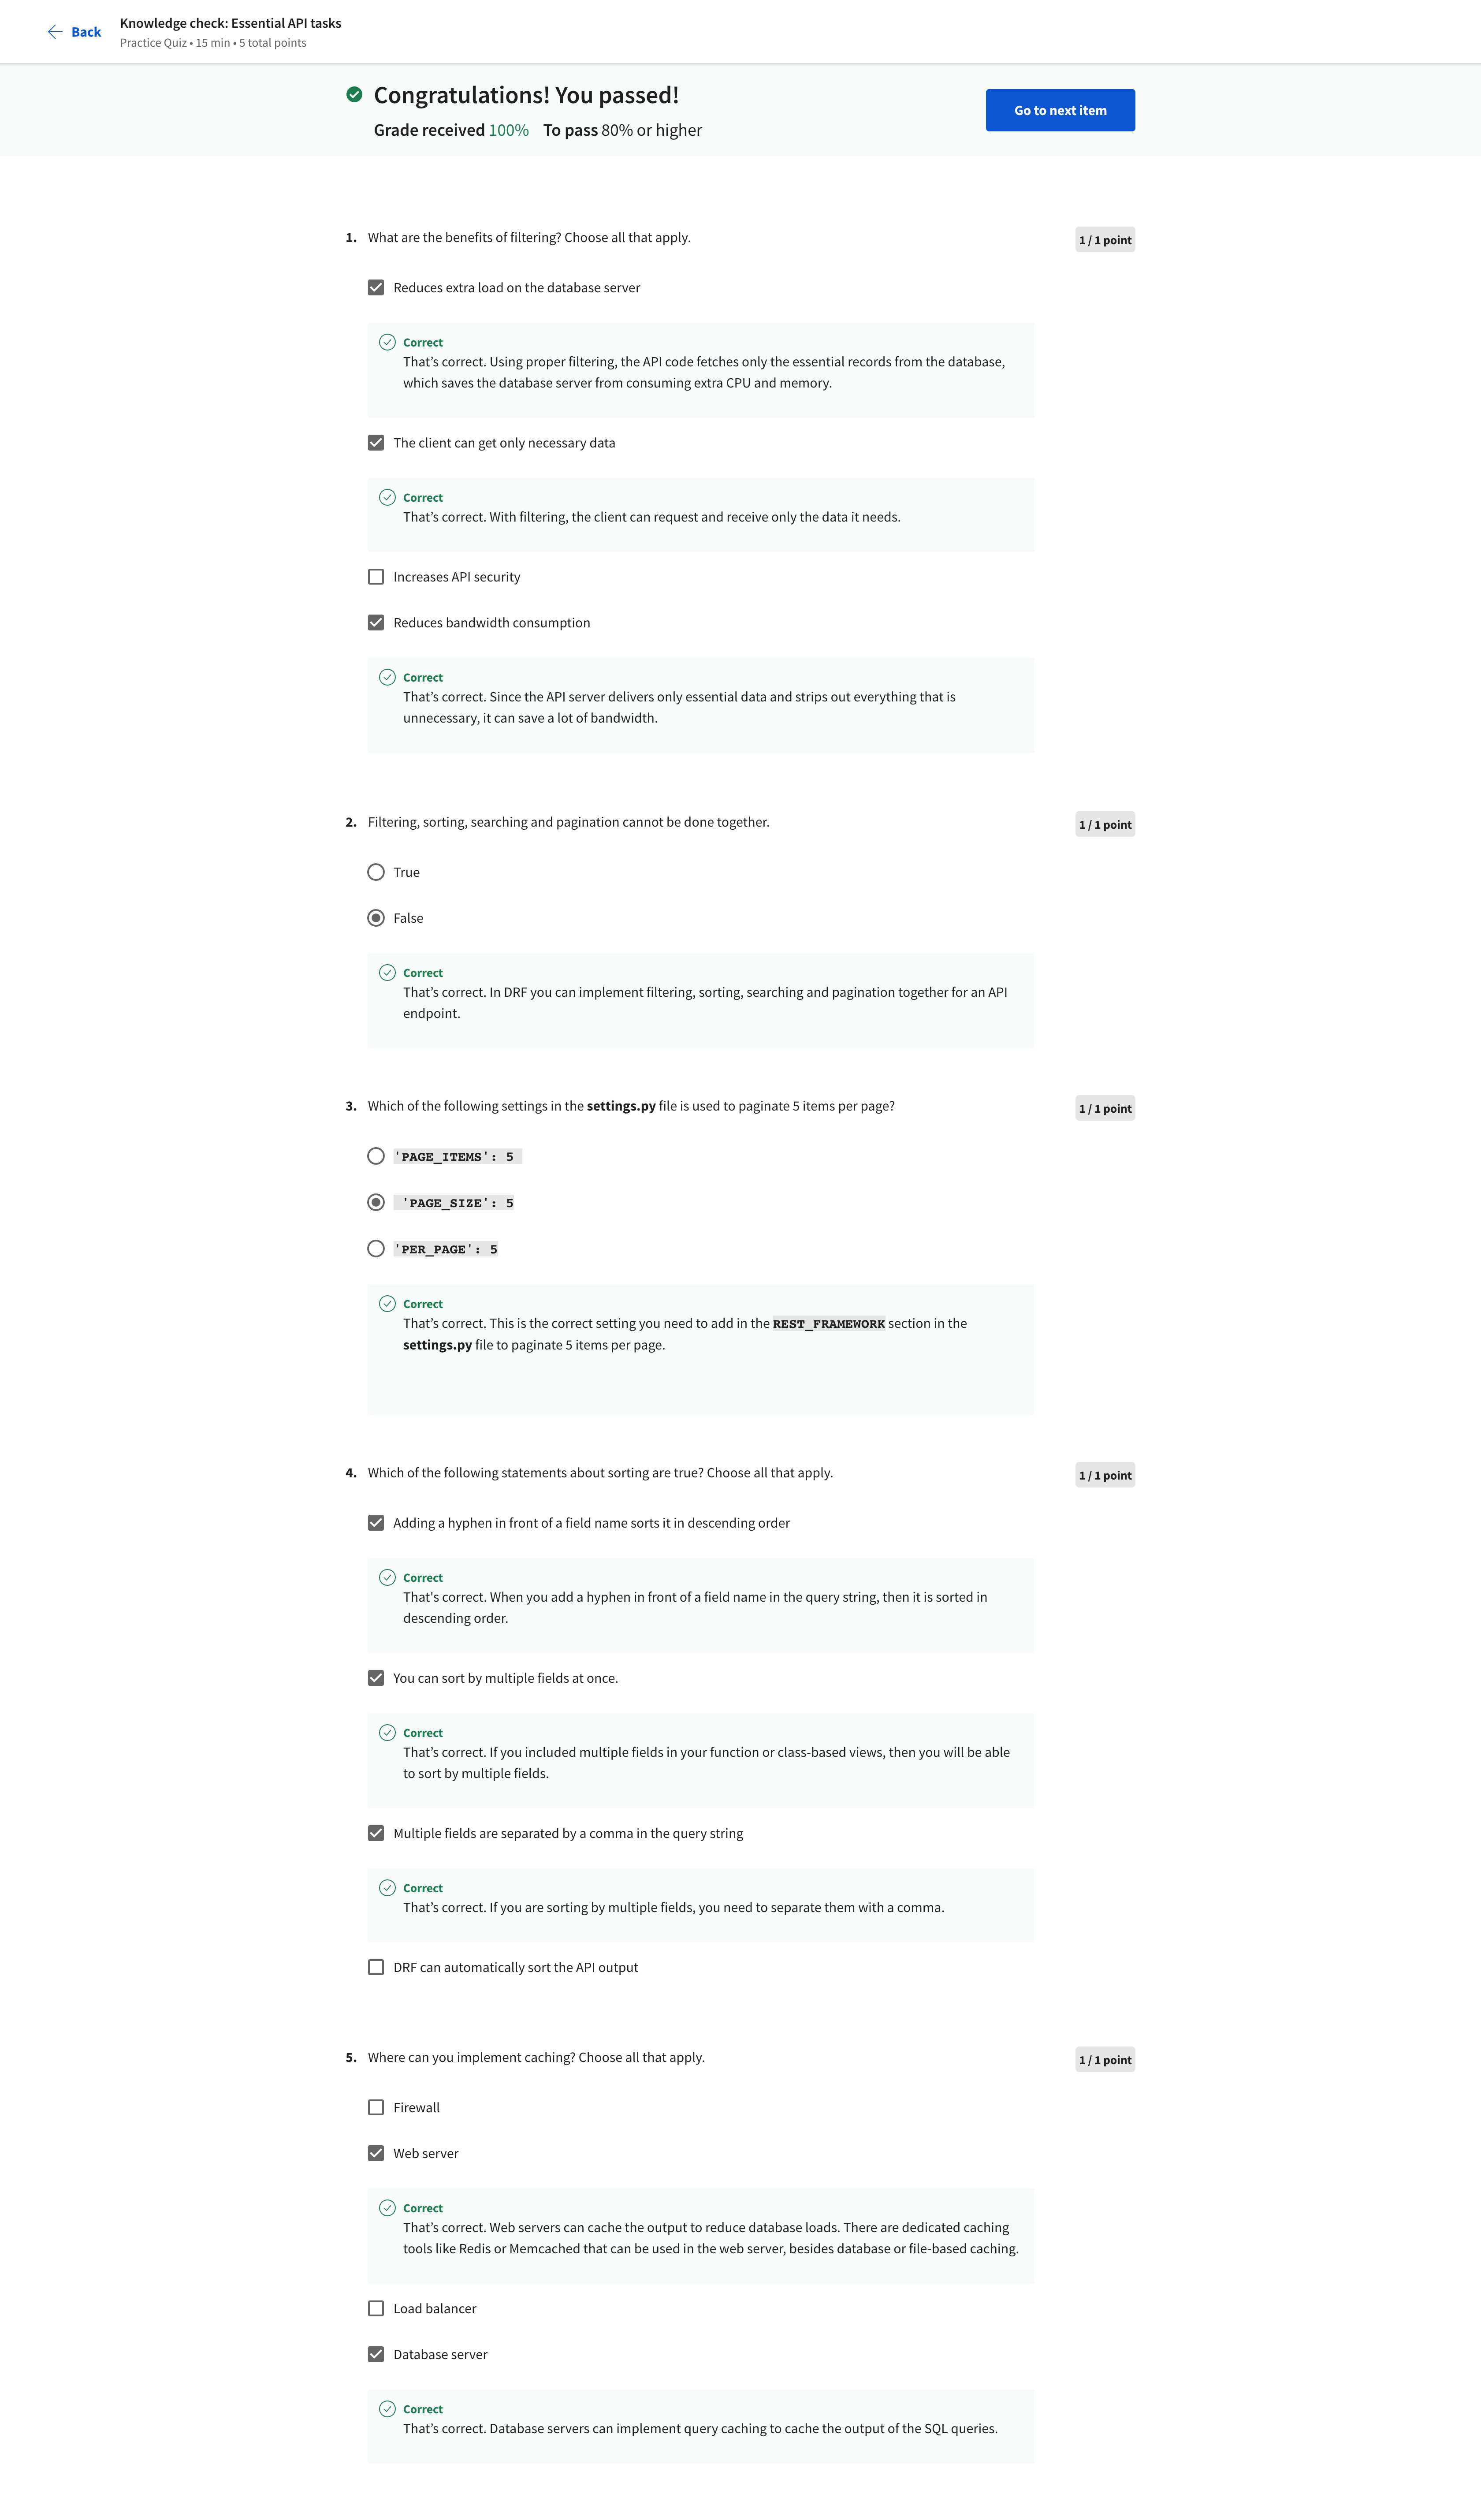 Back
Knowledge check: Essential API tasks
Practice Quiz • 15 min • 5 total points
Congratulations! You passed!
Grade received 100% To pass 80% or higher
Go to next item
1. What are the benefits of filtering? Choose all that apply.
1 / 1 point
Reduces extra load on the database server
Correct
That’s correct. Using proper filtering, the API code fetches only the essential records from the database,
which saves the database server from consuming extra CPU and memory.
The client can get only necessary data
Correct
That’s correct. With filtering, the client can request and receive only the data it needs.
Increases API security
Reduces bandwidth consumption
Correct
That’s correct. Since the API server delivers only essential data and strips out everything that is
unnecessary, it can save a lot of bandwidth.
2. Filtering, sorting, searching and pagination cannot be done together.
1 / 1 point
True
False
Correct
That’s correct. In DRF you can implement filtering, sorting, searching and pagination together for an API
endpoint.
3. Which of the following settings in the settings.py file is used to paginate 5 items per page?
1 / 1 point
'PAGE_ITEMS': 5
'PAGE_SIZE': 5
'PER_PAGE': 5
Correct
That’s correct. This is the correct setting you need to add in the REST_FRAMEWORK section in the
settings.py file to paginate 5 items per page.
4. Which of the following statements about sorting are true? Choose all that apply.
1 / 1 point
Adding a hyphen in front of a field name sorts it in descending order
Correct
That's correct. When you add a hyphen in front of a field name in the query string, then it is sorted in
descending order.
You can sort by multiple fields at once.
Correct
That’s correct. If you included multiple fields in your function or class-based views, then you will be able
to sort by multiple fields.
Multiple fields are separated by a comma in the query string
Correct
That’s correct. If you are sorting by multiple fields, you need to separate them with a comma.
DRF can automatically sort the API output
5. Where can you implement caching? Choose all that apply.
1 / 1 point
Firewall
Web server
Correct
That’s correct. Web servers can cache the output to reduce database loads. There are dedicated caching
tools like Redis or Memcached that can be used in the web server, besides database or file-based caching.
Load balancer
Database server
Correct
That’s correct. Database servers can implement query caching to cache the output of the SQL queries.